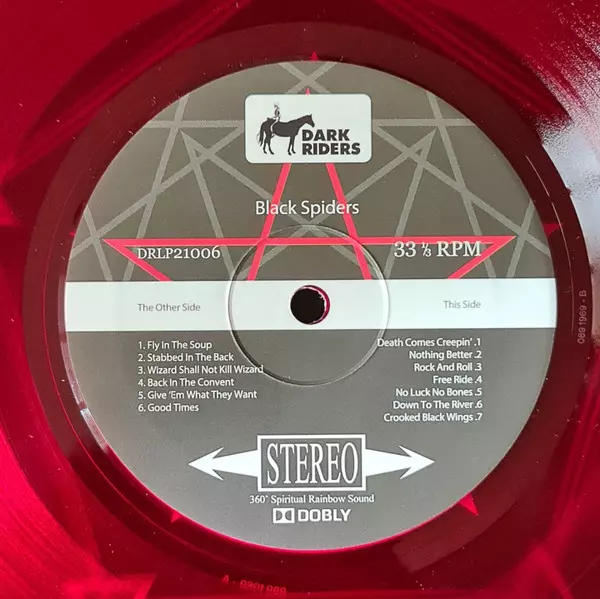 DARK
RIDERS
Black Spiders
DRLP21006
33 ⅓ RPM
The Other Side
This Side
1. Fly In The Soup
2. Stabbed In The Back
3. Wizard Shall Not Kill Wizard
4. Back In The Convent
5. Give 'Em What They Want
6. Good Times
Death Comes Creepin' .1
Nothing Better .2
Rock And Roll .3
Free Ride .4
No Luck No Bones .5
Down To The River .6
Crooked Black Wings .7
STEREO
360° Spiritual Rainbow Sound
DOBLY
0691969 - B